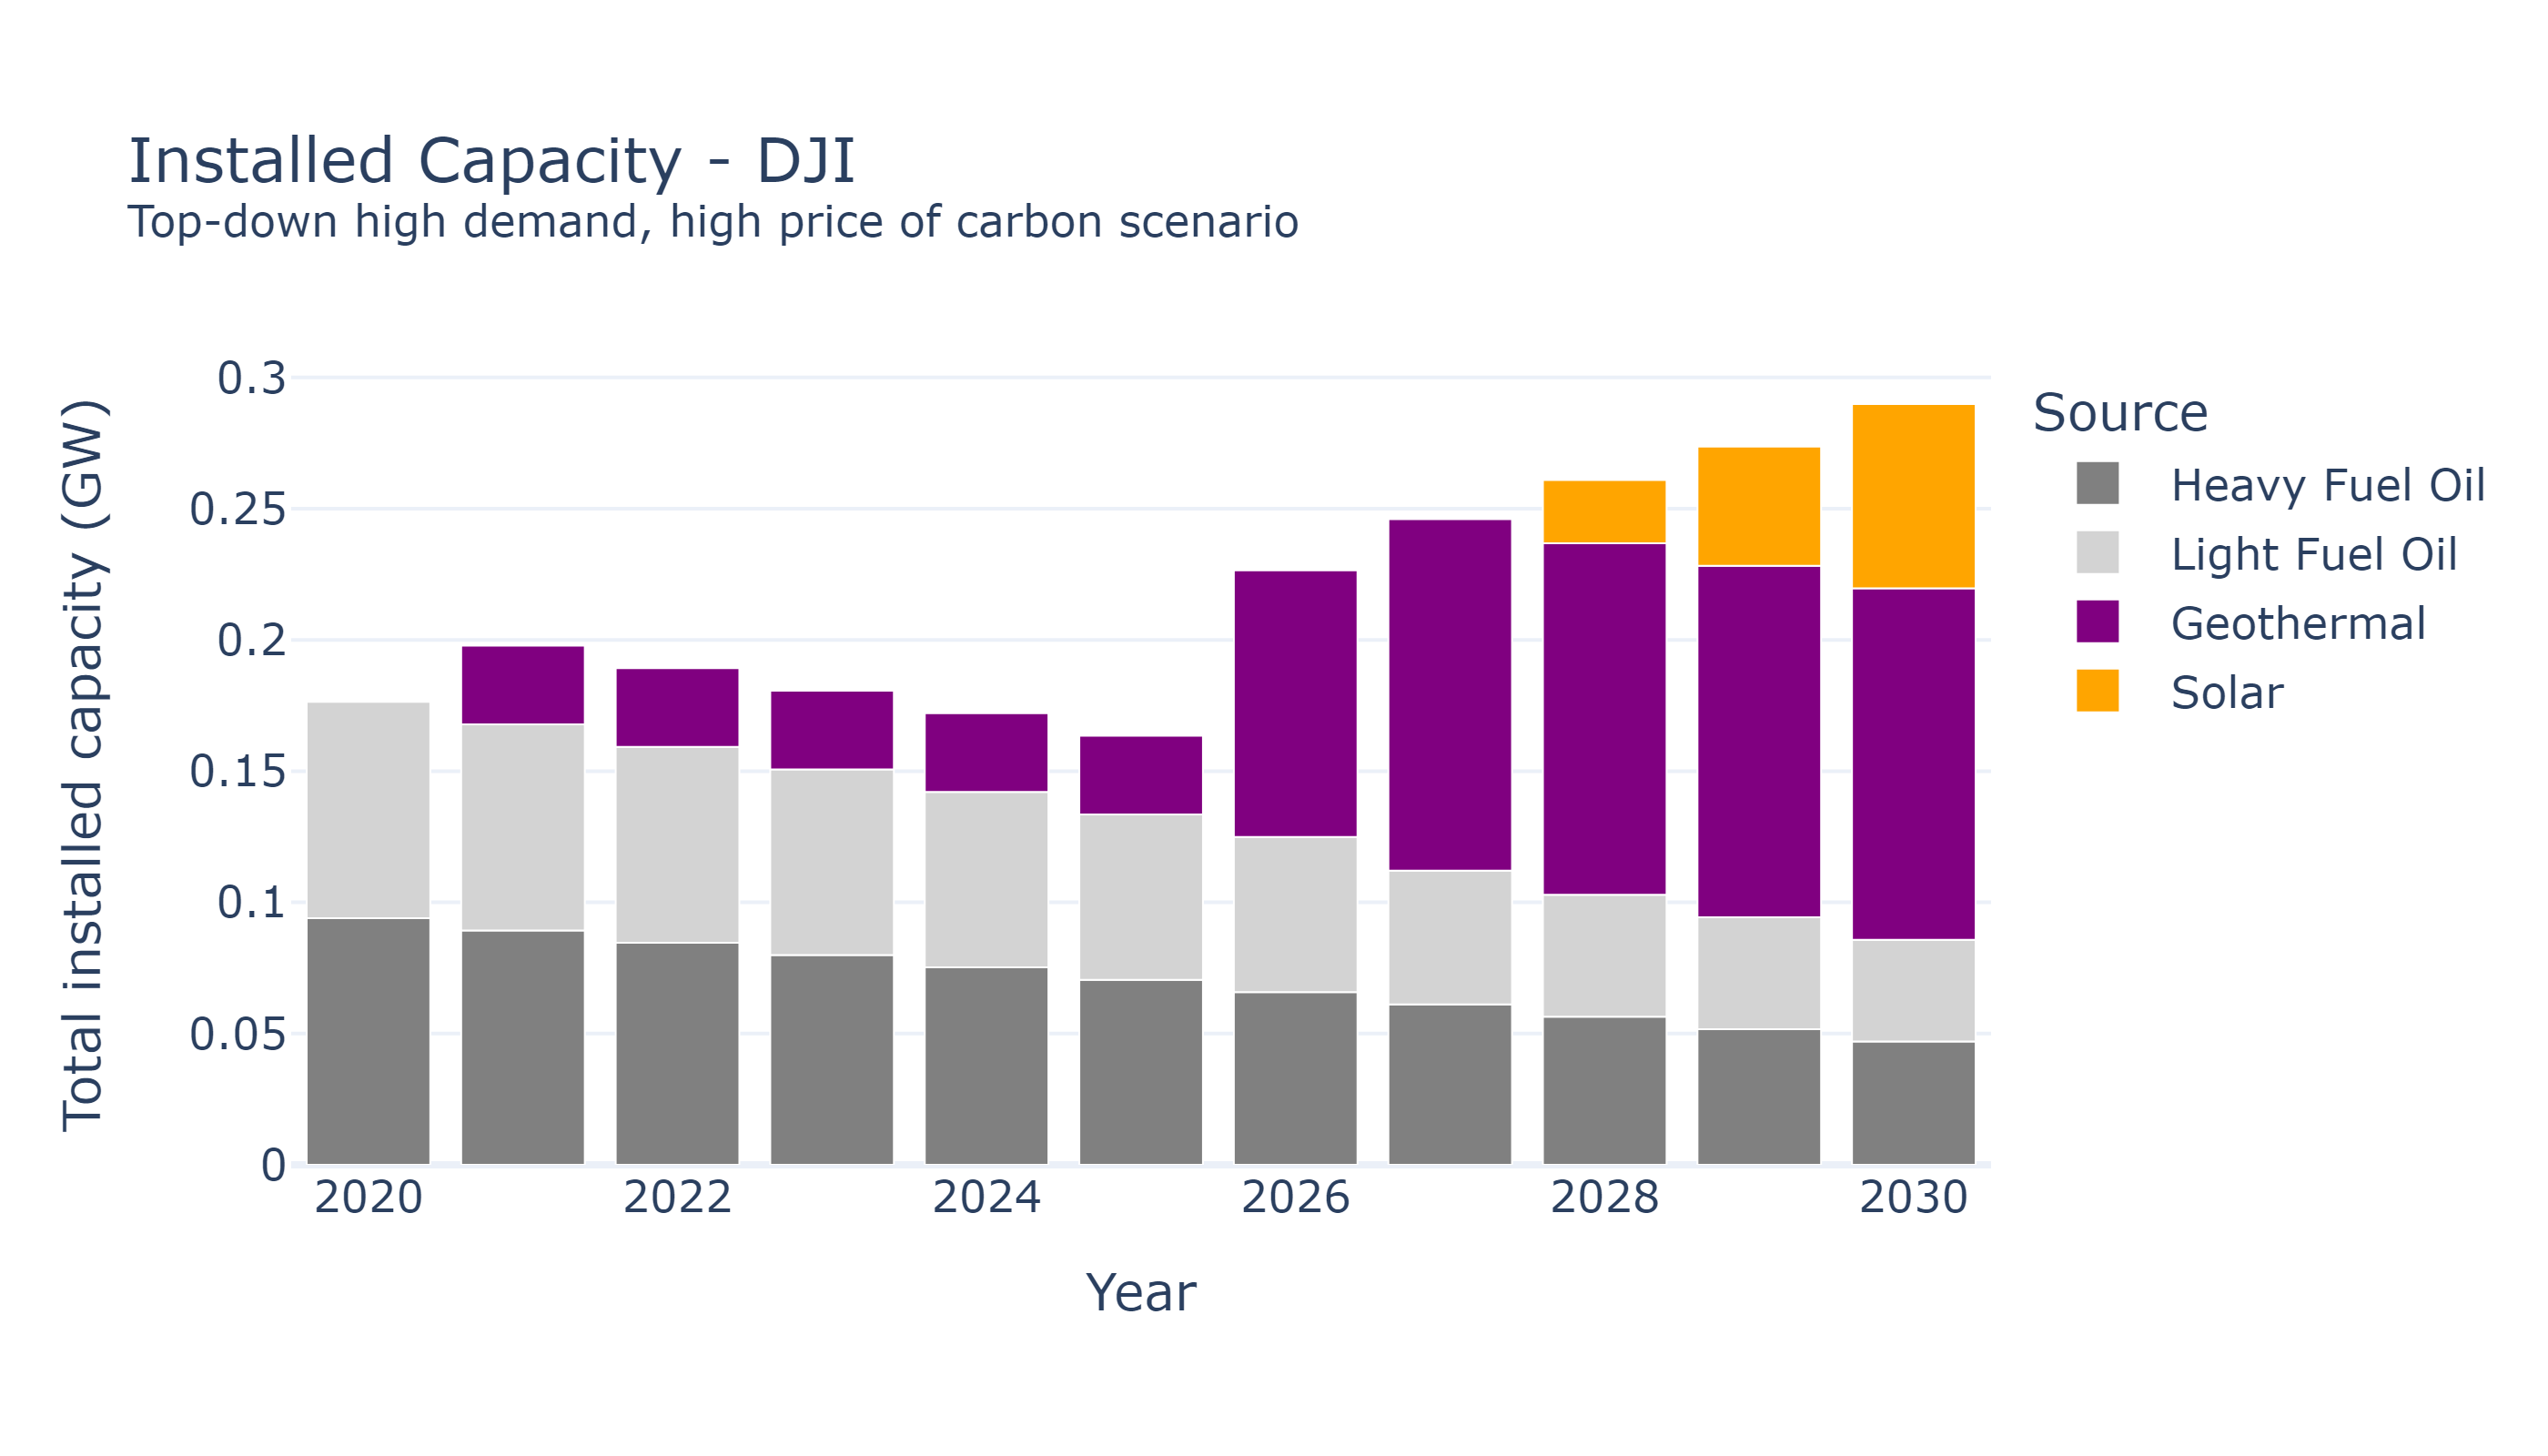 Installed Capacity - DJI
Top-down high demand, high price of carbon scenario
Total installed capacity (GW)
0.3
0.25
0.2
0.15
0.1
0.05
0
2020 2022 2024 2026 2028 2030
Year
Source
Heavy Fuel Oil
Light Fuel Oil
Geothermal
Solar